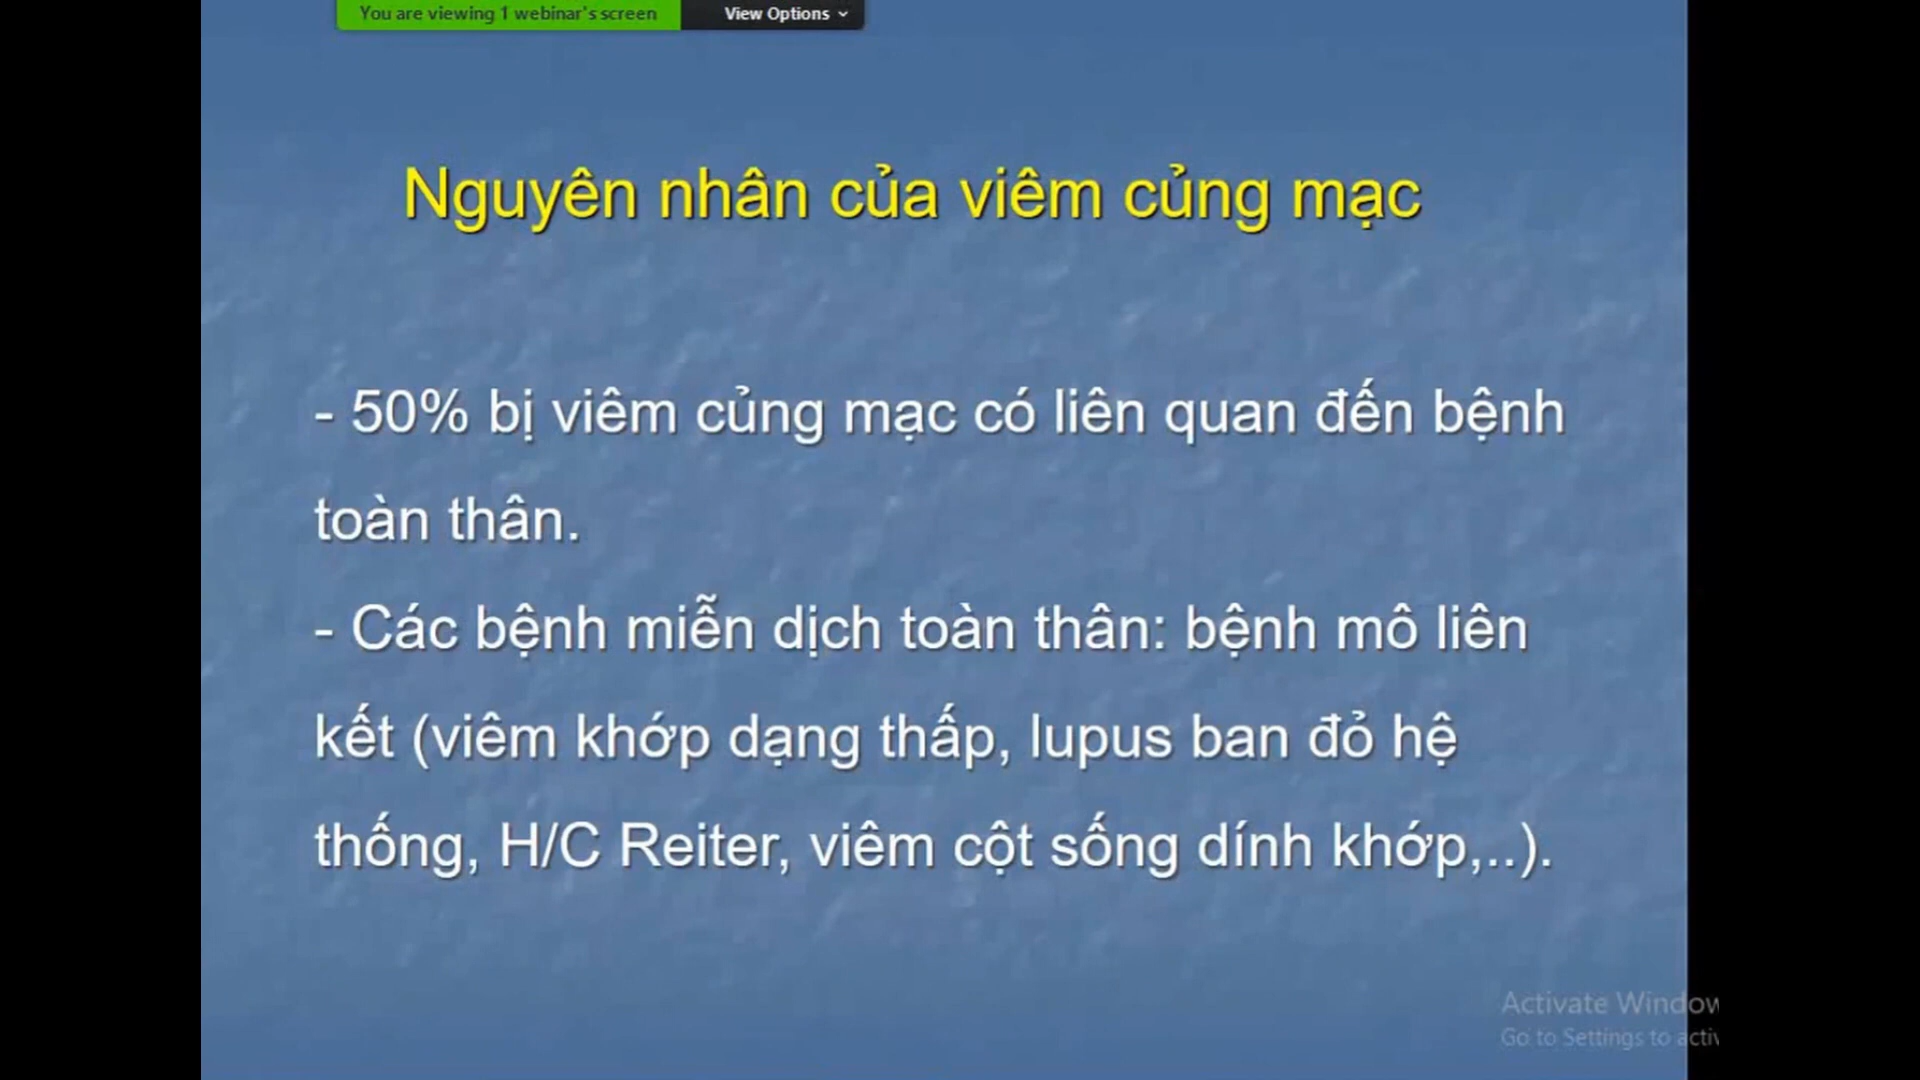 You are viewing 1 webinar's screen View Options
Nguyên nhân của viêm củng mạc
- 50% bị viêm củng mạc có liên quan đến bệnh
toàn thân.
- Các bệnh miễn dịch toàn thân: bệnh mô liên
kết (viêm khớp dạng thấp, lupus ban đỏ hệ
thống, H/C Reiter, viêm cột sống dính khớp,..).
Activate Window
Go to Settings to activ